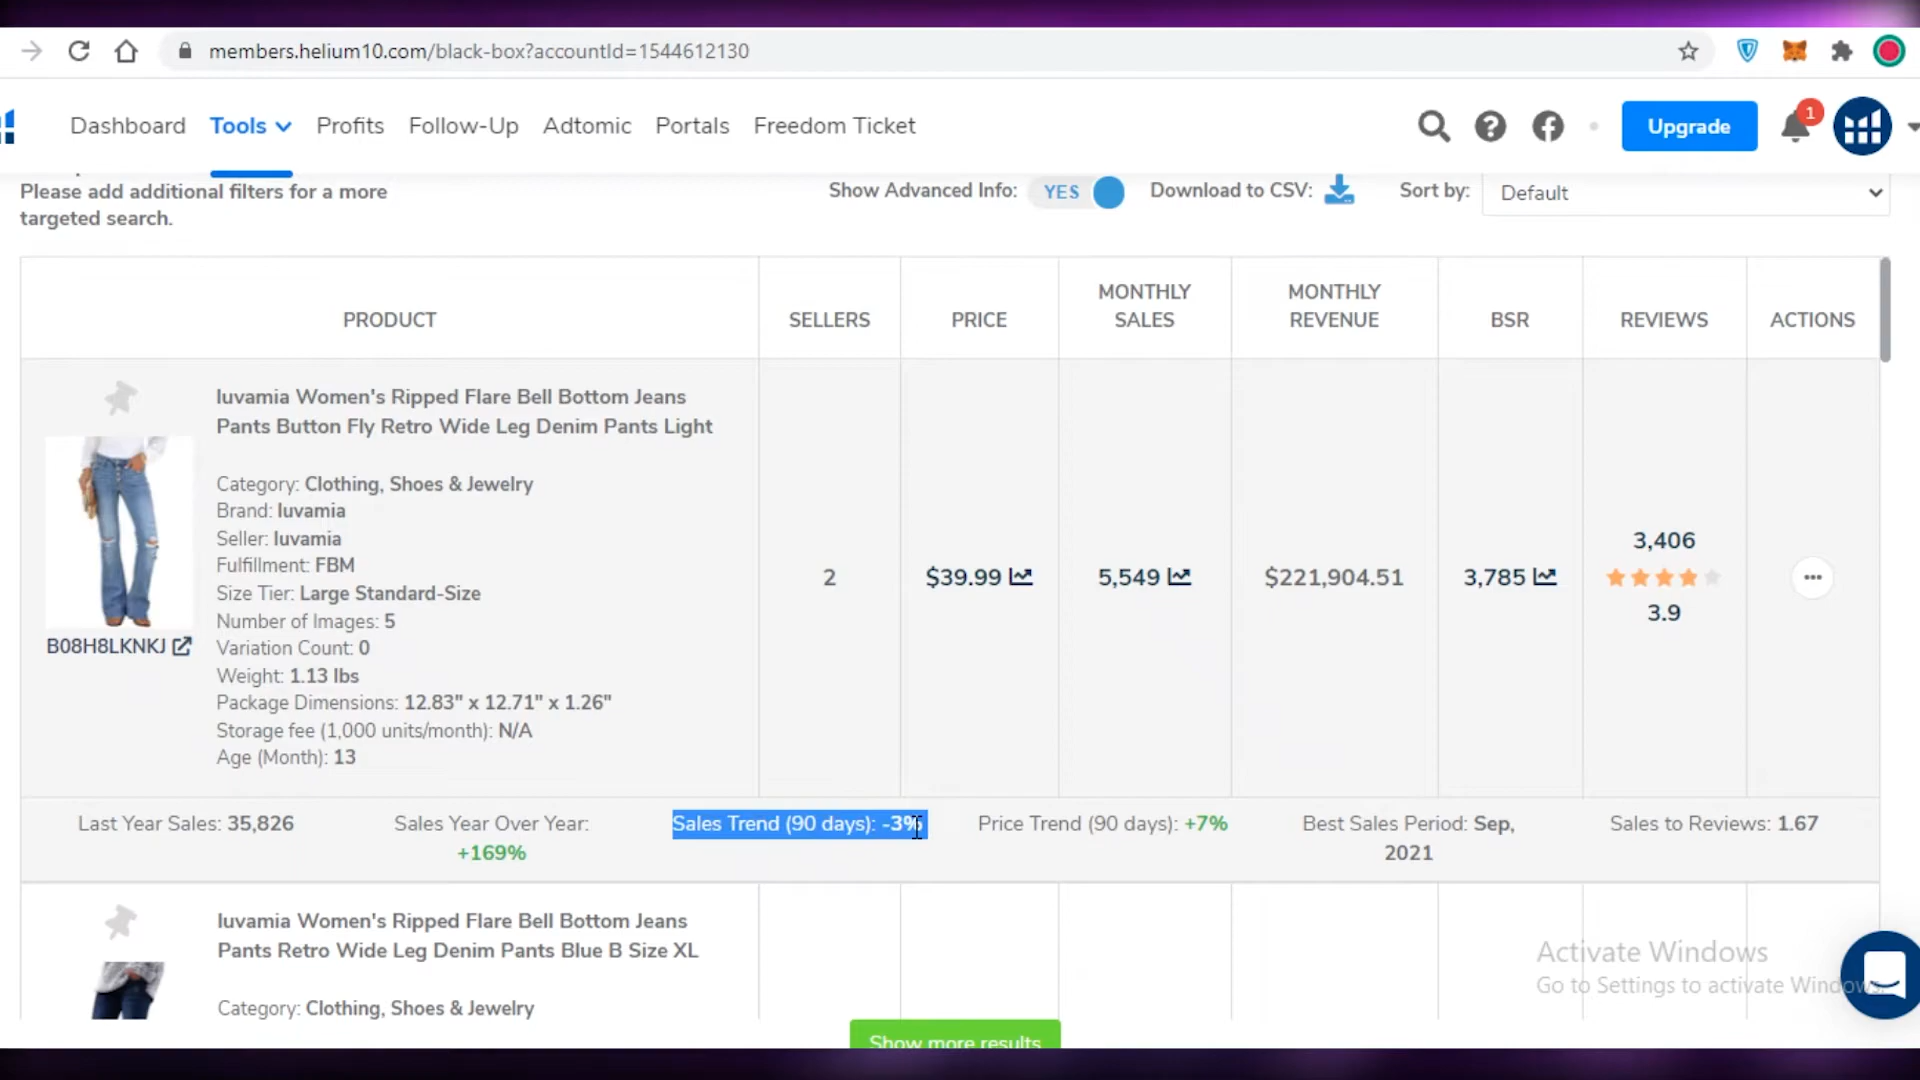 members.helium10.com/black-box?accountId=1544612130
Dashboard Tools Profits Follow-Up Adtomic Portals Freedom Ticket
Upgrade
1
Please add additional filters for a more
targeted search.
Show Advanced Info: YES Download to CSV: Sort by: Default
PRODUCT SELLERS PRICE MONTHLY SALES MONTHLY REVENUE BSR REVIEWS ACTIONS
luvamia Women's Ripped Flare Bell Bottom Jeans
Pants Button Fly Retro Wide Leg Denim Pants Light
Category: Clothing, Shoes & Jewelry
Brand: luvamia
Seller: luvamia
Fulfillment: FBM
Size Tier: Large Standard-Size
Number of Images: 5
Variation Count: 0
Weight: 1.13 lbs
Package Dimensions: 12.83" x 12.71" x 1.26"
Storage fee (1,000 units/month): N/A
Age (Month): 13
B08H8LKNKJ
2 $39.99 5,549 $221,904.51 3,785
3,406
3.9
Last Year Sales: 35,826
Sales Year Over Year:
+169%
Sales Trend (90 days): -3%
Price Trend (90 days): +7%
Best Sales Period: Sep,
2021
Sales to Reviews: 1.67
luvamia Women's Ripped Flare Bell Bottom Jeans
Pants Retro Wide Leg Denim Pants Blue B Size XL
Category: Clothing, Shoes & Jewelry
Activate Windows
Go to Settings to activate Windows.
Show more results